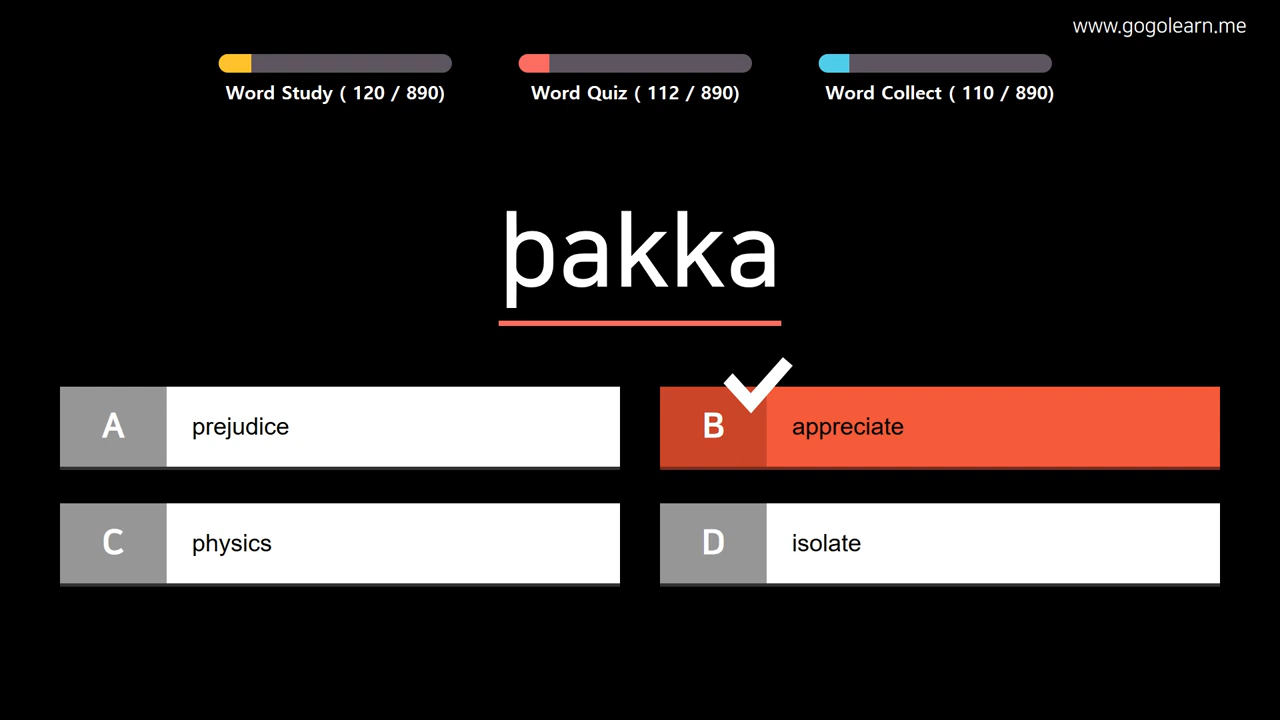 www.gogolearn.me
Word Study ( 120 / 890)
Word Quiz ( 112 / 890)
Word Collect ( 110 / 890)
þakka
A prejudice
B appreciate
C physics
D isolate